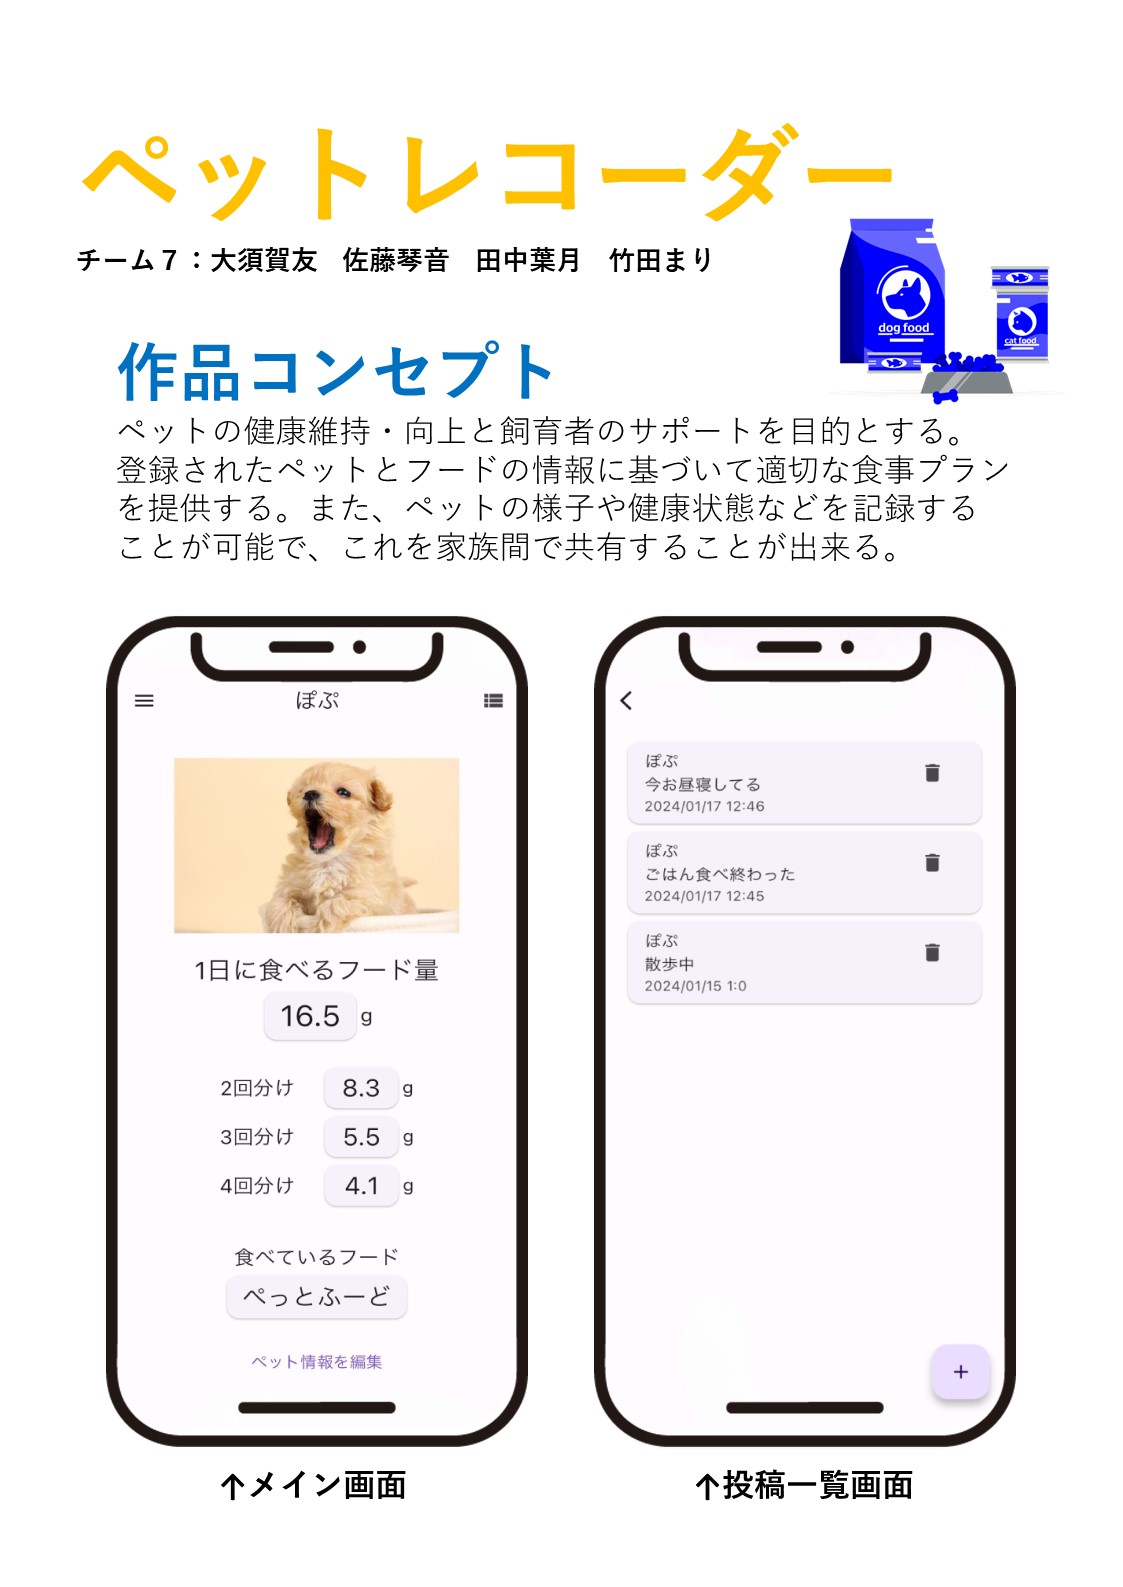 ペットレコーダー
チーム７：大須賀友　佐藤琴音　田中葉月　竹田まり
dog food
cat food
作品コンセプト
ペットの健康維持・向上と飼育者のサポートを目的とする。
登録されたペットとフードの情報に基づいて適切な食事プラン
を提供する。また、ペットの様子や健康状態などを記録する
ことが可能で、これを家族間で共有することが出来る。
ぽぷ
1日に食べるフード量
16.5 g
2回分け 8.3 g
3回分け 5.5 g
4回分け 4.1 g
食べているフード
ぺっとふーど
ペット情報を編集
↑メイン画面
ぽぷ
今お昼寝してる
2024/01/17 12:46
ぽぷ
ごはん食べ終わった
2024/01/17 12:45
ぽぷ
散歩中
2024/01/15 1:0
+
↑投稿一覧画面